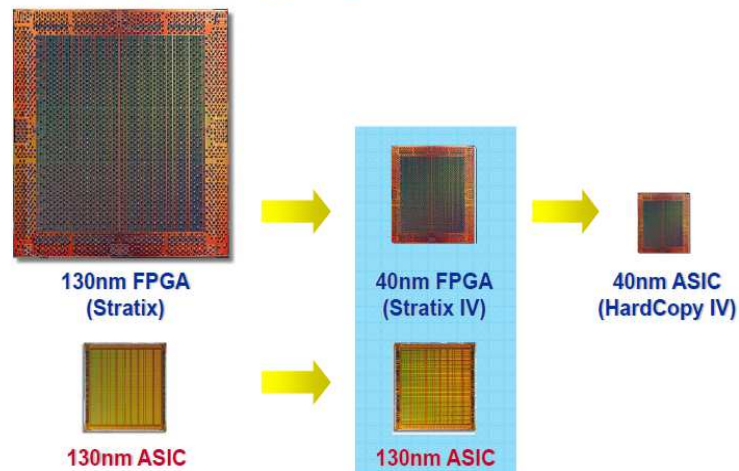 130nm FPGA
(Stratix)
40nm FPGA
(Stratix IV)
40nm ASIC
(HardCopy IV)
130nm ASIC
130nm ASIC